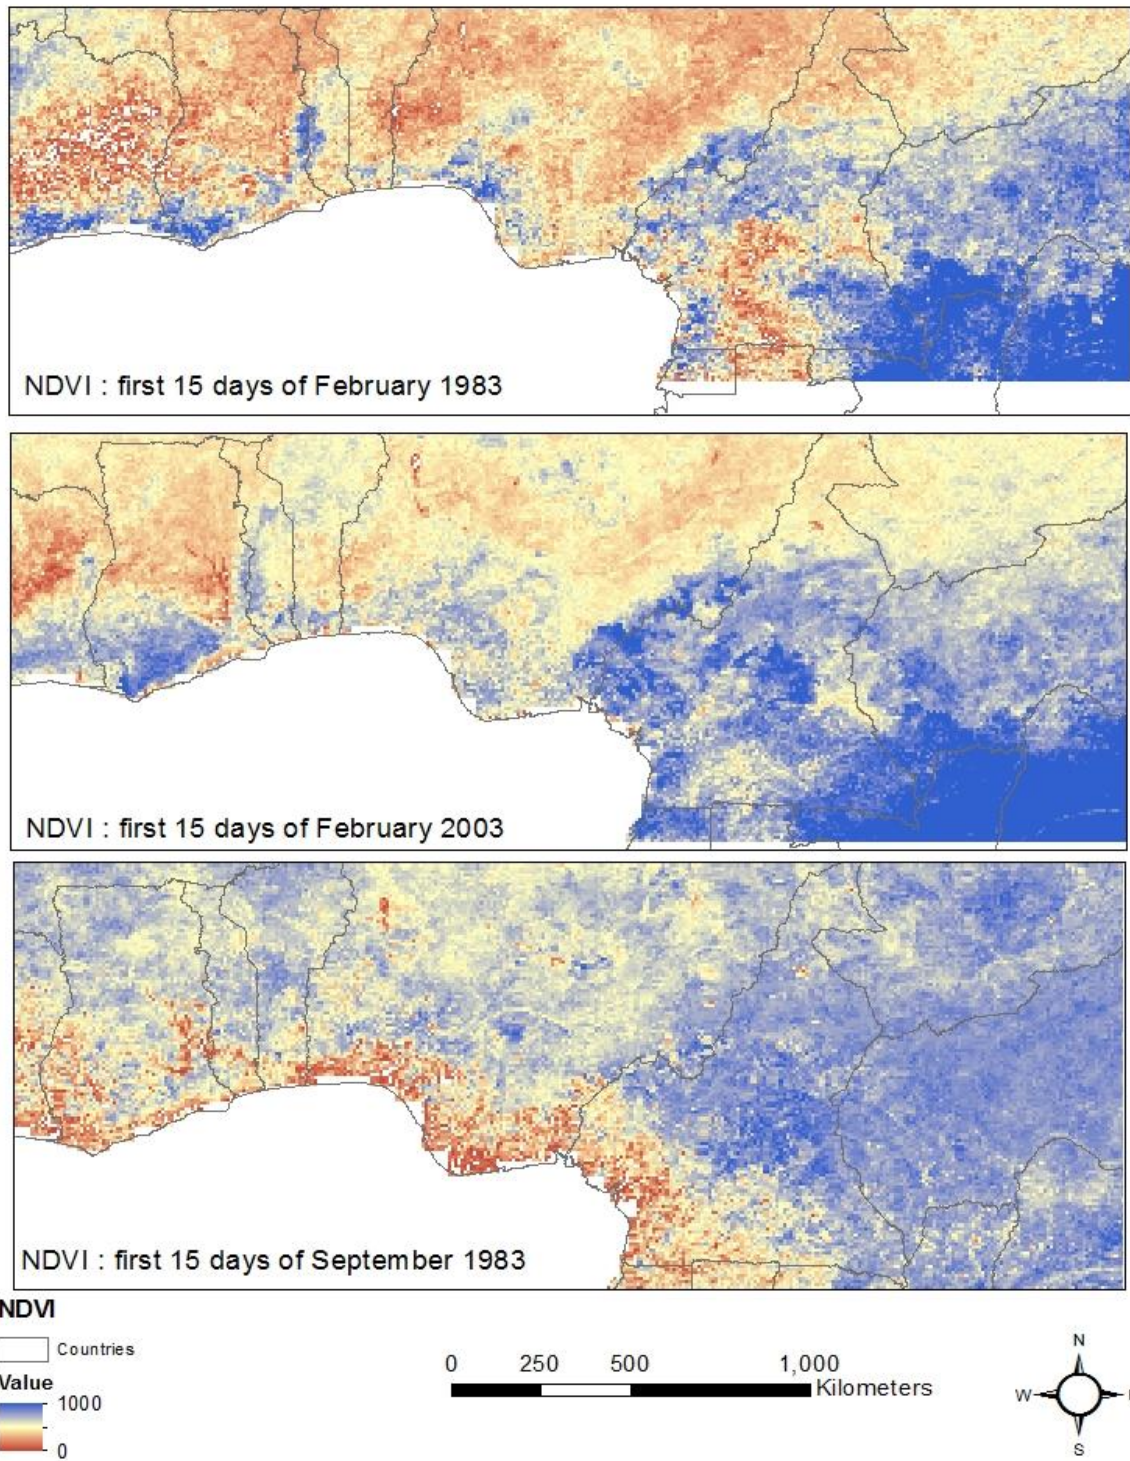 NDVI : first 15 days of February 1983
NDVI : first 15 days of February 2003
NDVI : first 15 days of September 1983
NDVI
Countries
Value
1000
0
0 250 500 1,000
Kilometers
N
W
S